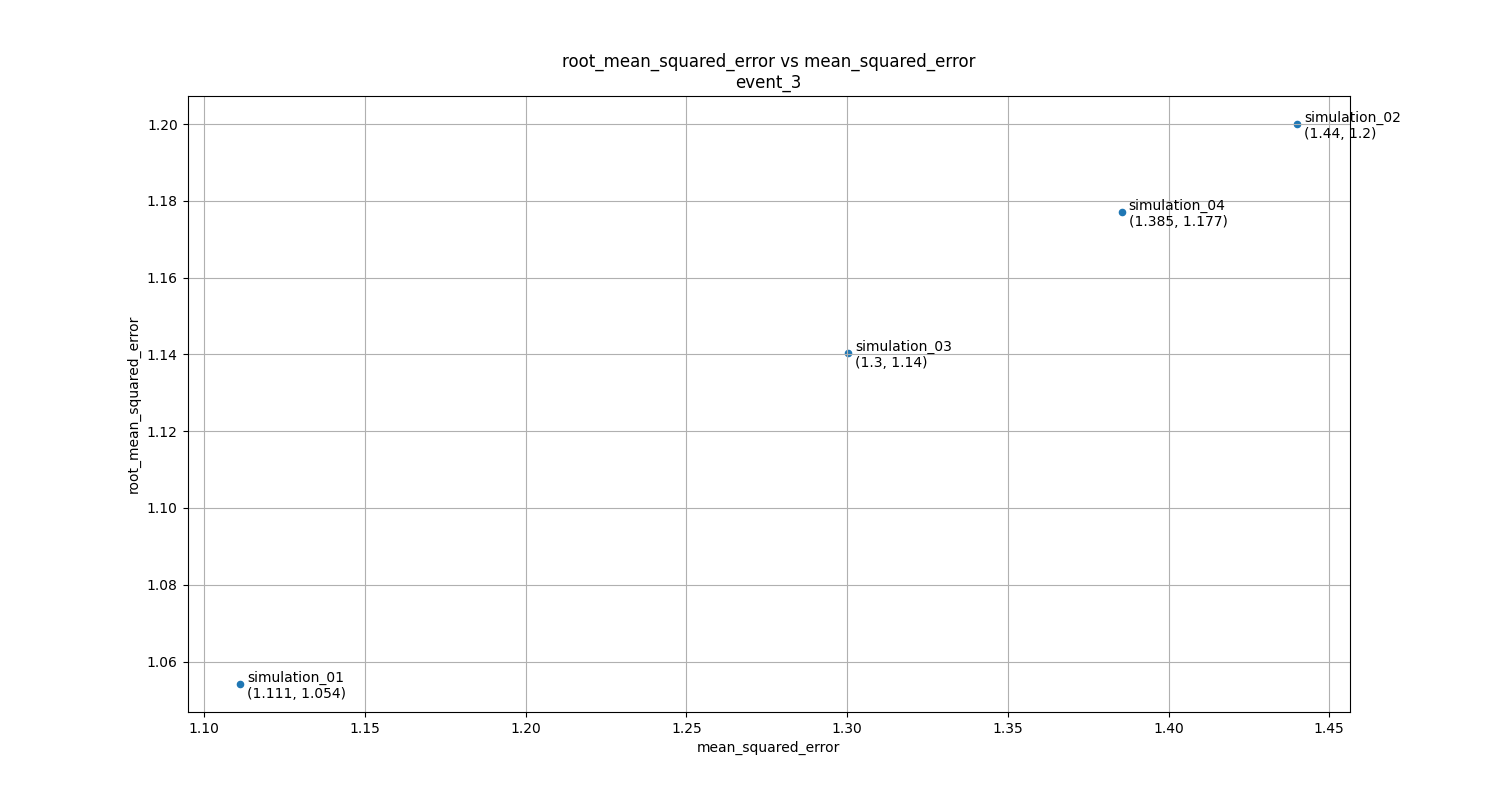 root_mean_squared_error vs mean_squared_error
event_3
root_mean_squared_error
1.20
1.18
1.16
1.14
1.12
1.10
1.08
1.06
simulation_02
(1.44, 1.2)
simulation_04
(1.385, 1.177)
simulation_03
(1.3, 1.14)
simulation_01
(1.111, 1.054)
1.10
1.15
1.20
1.25
1.30
1.35
1.40
1.45
mean_squared_error